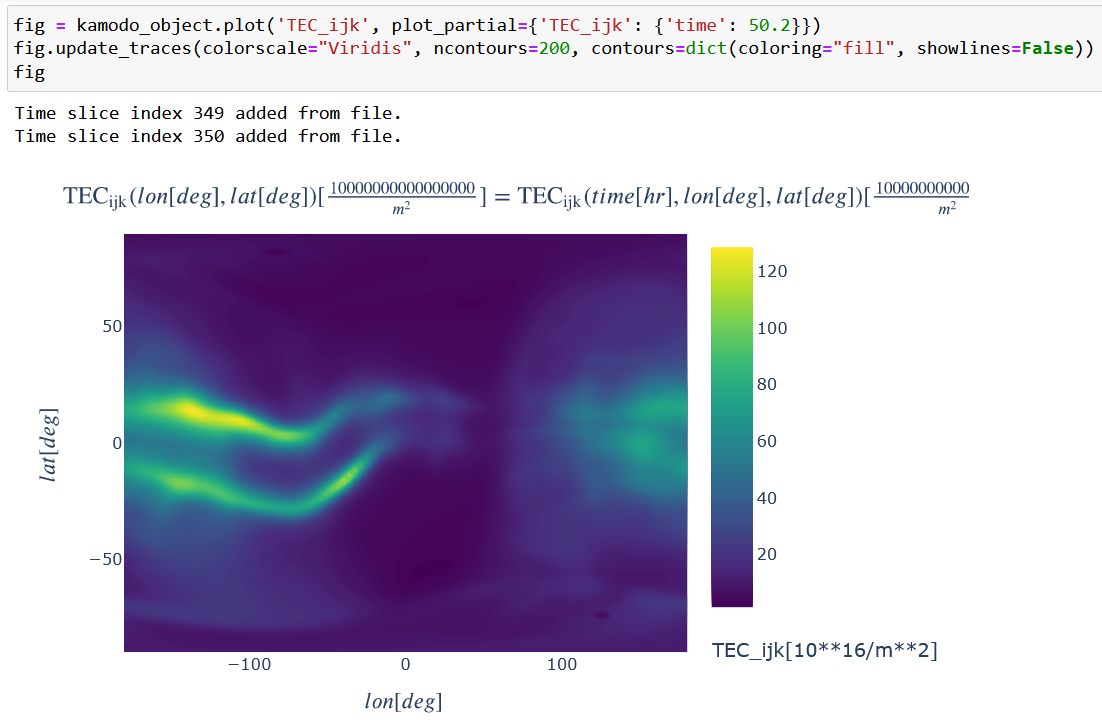 fig = kamodo_object.plot('TEC_ijk', plot_partial={'TEC_ijk': {'time': 50.2}})
fig.update_traces(colorscale="Viridis", ncontours=200, contours=dict(coloring="fill", showlines=False))
fig
Time slice index 349 added from file.
Time slice index 350 added from file.
TEC_ijk(lon[deg], lat[deg])[10000000000000000/m^2] = TEC_ijk(time[hr], lon[deg], lat[deg])[10000000000/m^2
120
100
80
60
40
20
50
0
−50
lat[deg]
−100 0 100
lon[deg]
TEC_ijk[10**16/m**2]